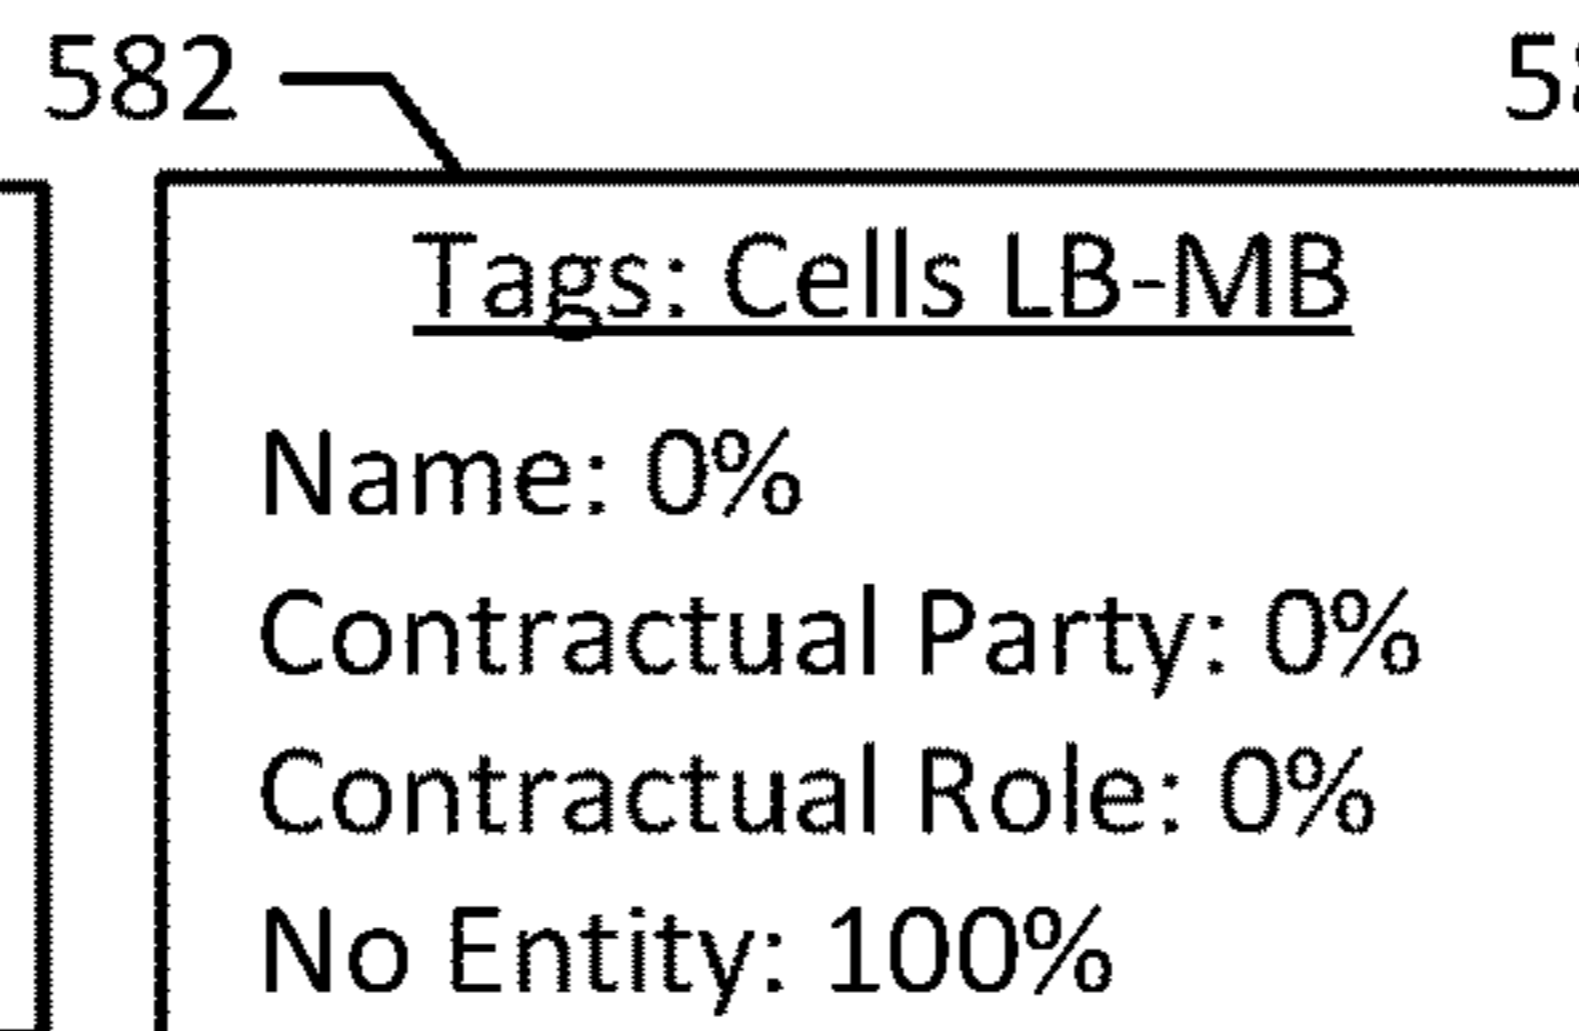 582
Tags: Cells LB-MB
Name: 0%
Contractual Party: 0%
Contractual Role: 0%
No Entity: 100%